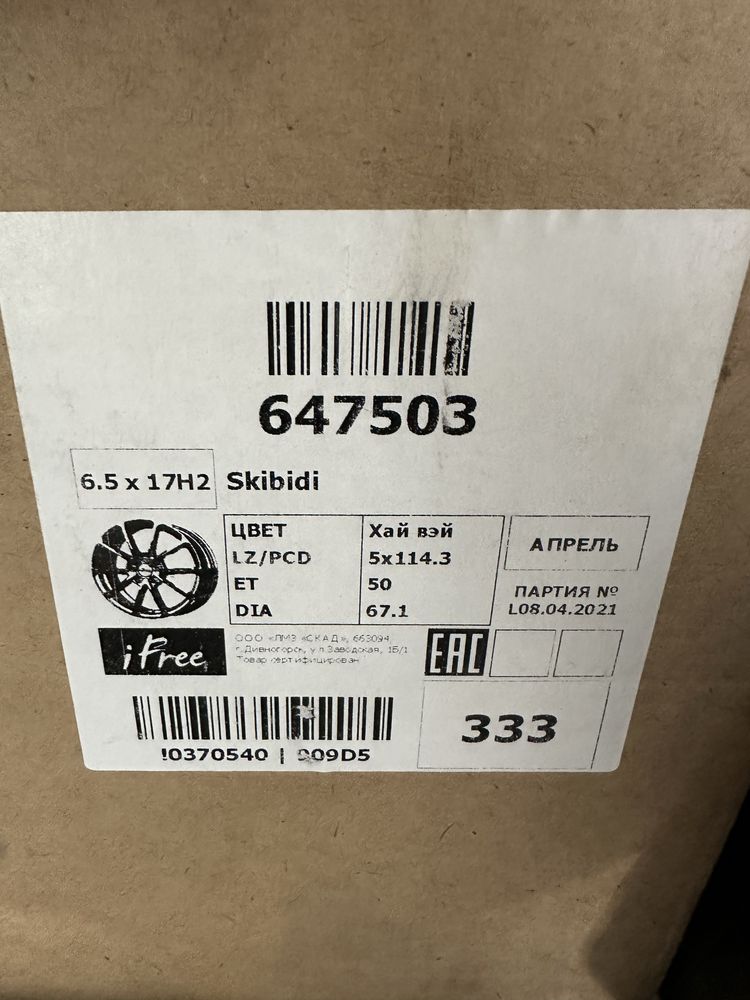 647503
6.5 x 17H2 Skibidi
ЦВЕТ Хай вэй
LZ/PCD 5x114.3
ET 50
DIA 67.1
АПРЕЛЬ
ПАРТИЯ №
L08.04.2021
iFree
ООО «ЛМЗ «СКАД», 663094,
г.Дивногорск, ул.Заводская, 1Б/1
Товар сертифицирован
EAC
333
!0370540 | 009D5